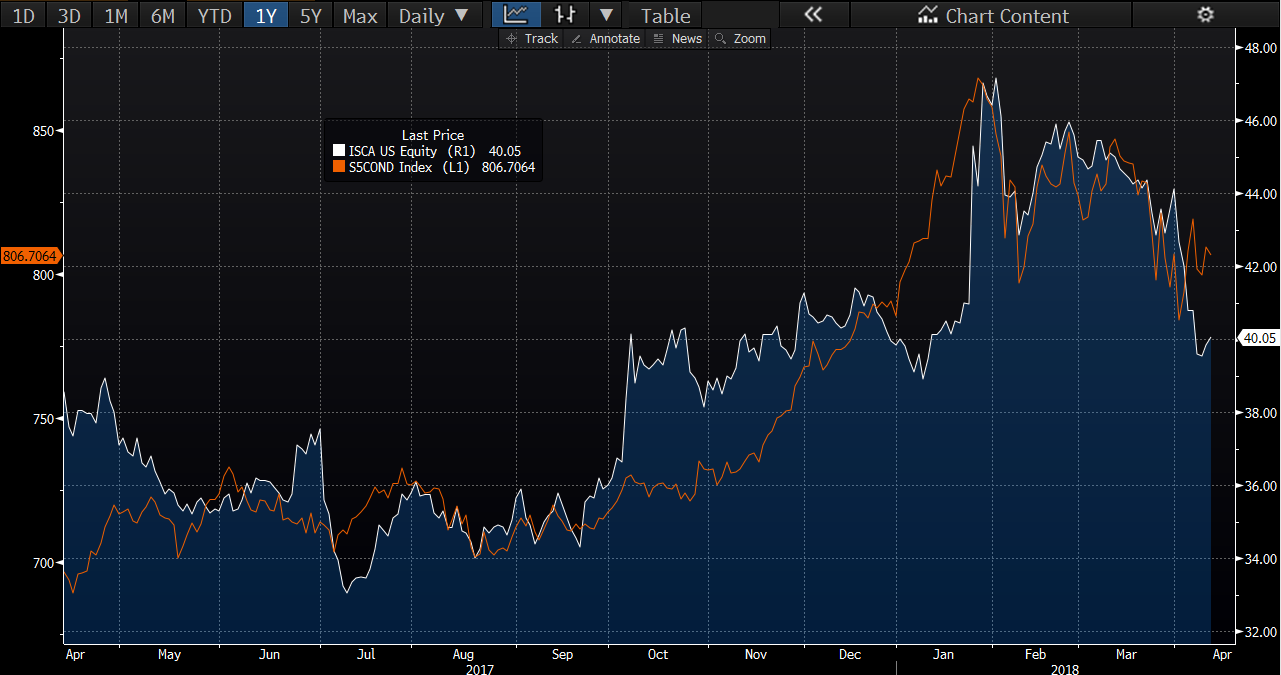 1D 3D 1M 6M YTD 1Y 5Y Max Daily ▼ ▼ Table « Chart Content
Track Annotate News Zoom
48.00
46.00
44.00
42.00
40.05
38.00
36.00
34.00
32.00
850
806.7064
800
750
700
Last Price
ISCA US Equity (R1) 40.05
S5COND Index (L1) 806.7064
Apr May Jun Jul Aug Sep Oct Nov Dec Jan Feb Mar Apr
2017 2018